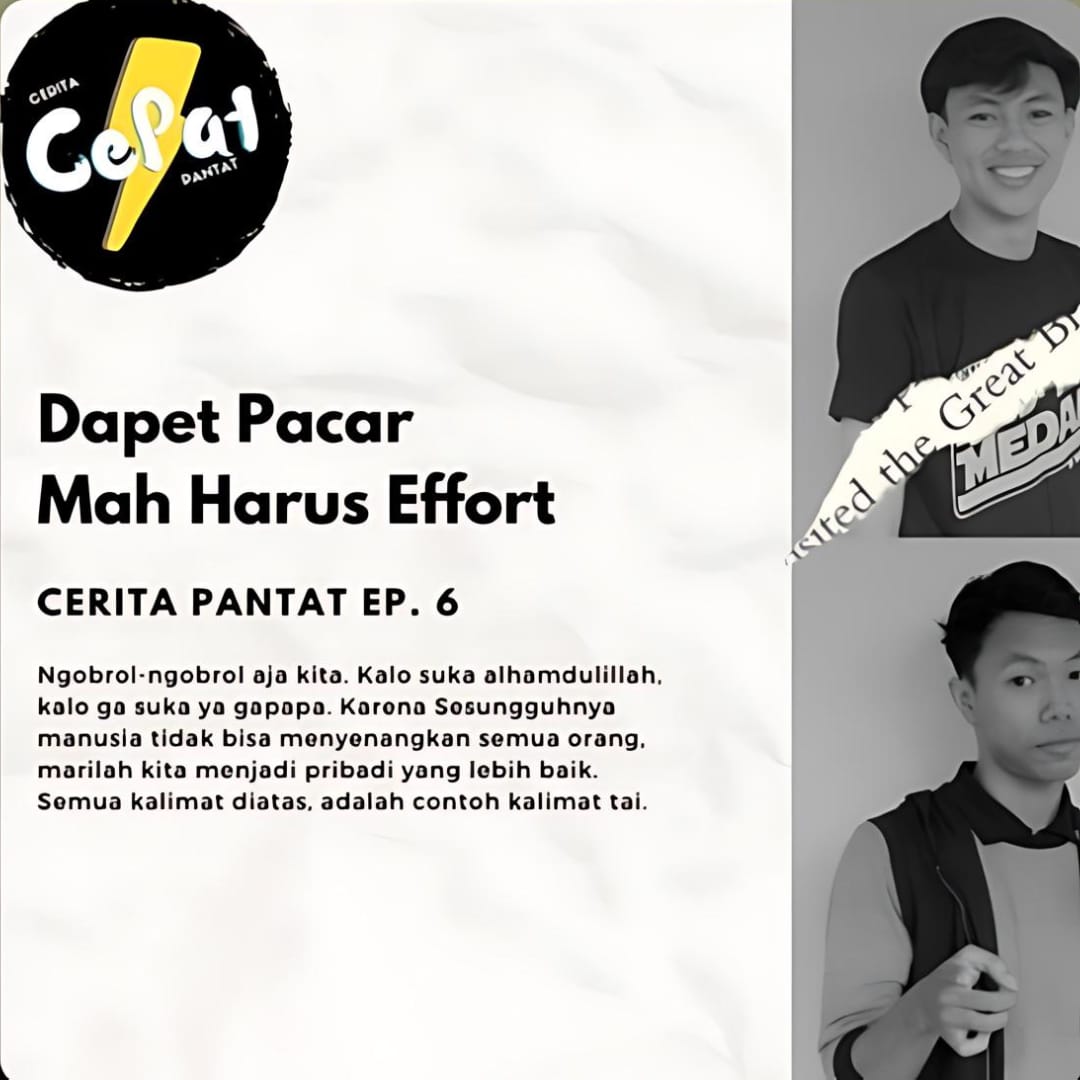 CERITA
CePat
PANTAT
Dapet Pacar
Mah Harus Effort
CERITA PANTAT EP. 6
Ngobrol-ngobrol aja kita. Kalo suka alhamdulillah,
kalo ga suka ya gapapa. Karena Sesungguhnya
manusia tidak bisa menyenangkan semua orang,
marilah kita menjadi pribadi yang lebih baik.
Semua kalimat diatas, adalah contoh kalimat tai.
the Great
MEDA